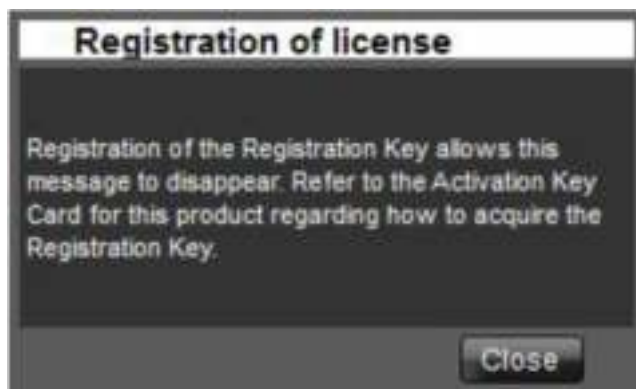 Registration of license
Registration of the Registration Key allows this
message to disappear. Refer to the Activation Key
Card for this product regarding how to acquire the
Registration Key.
Close